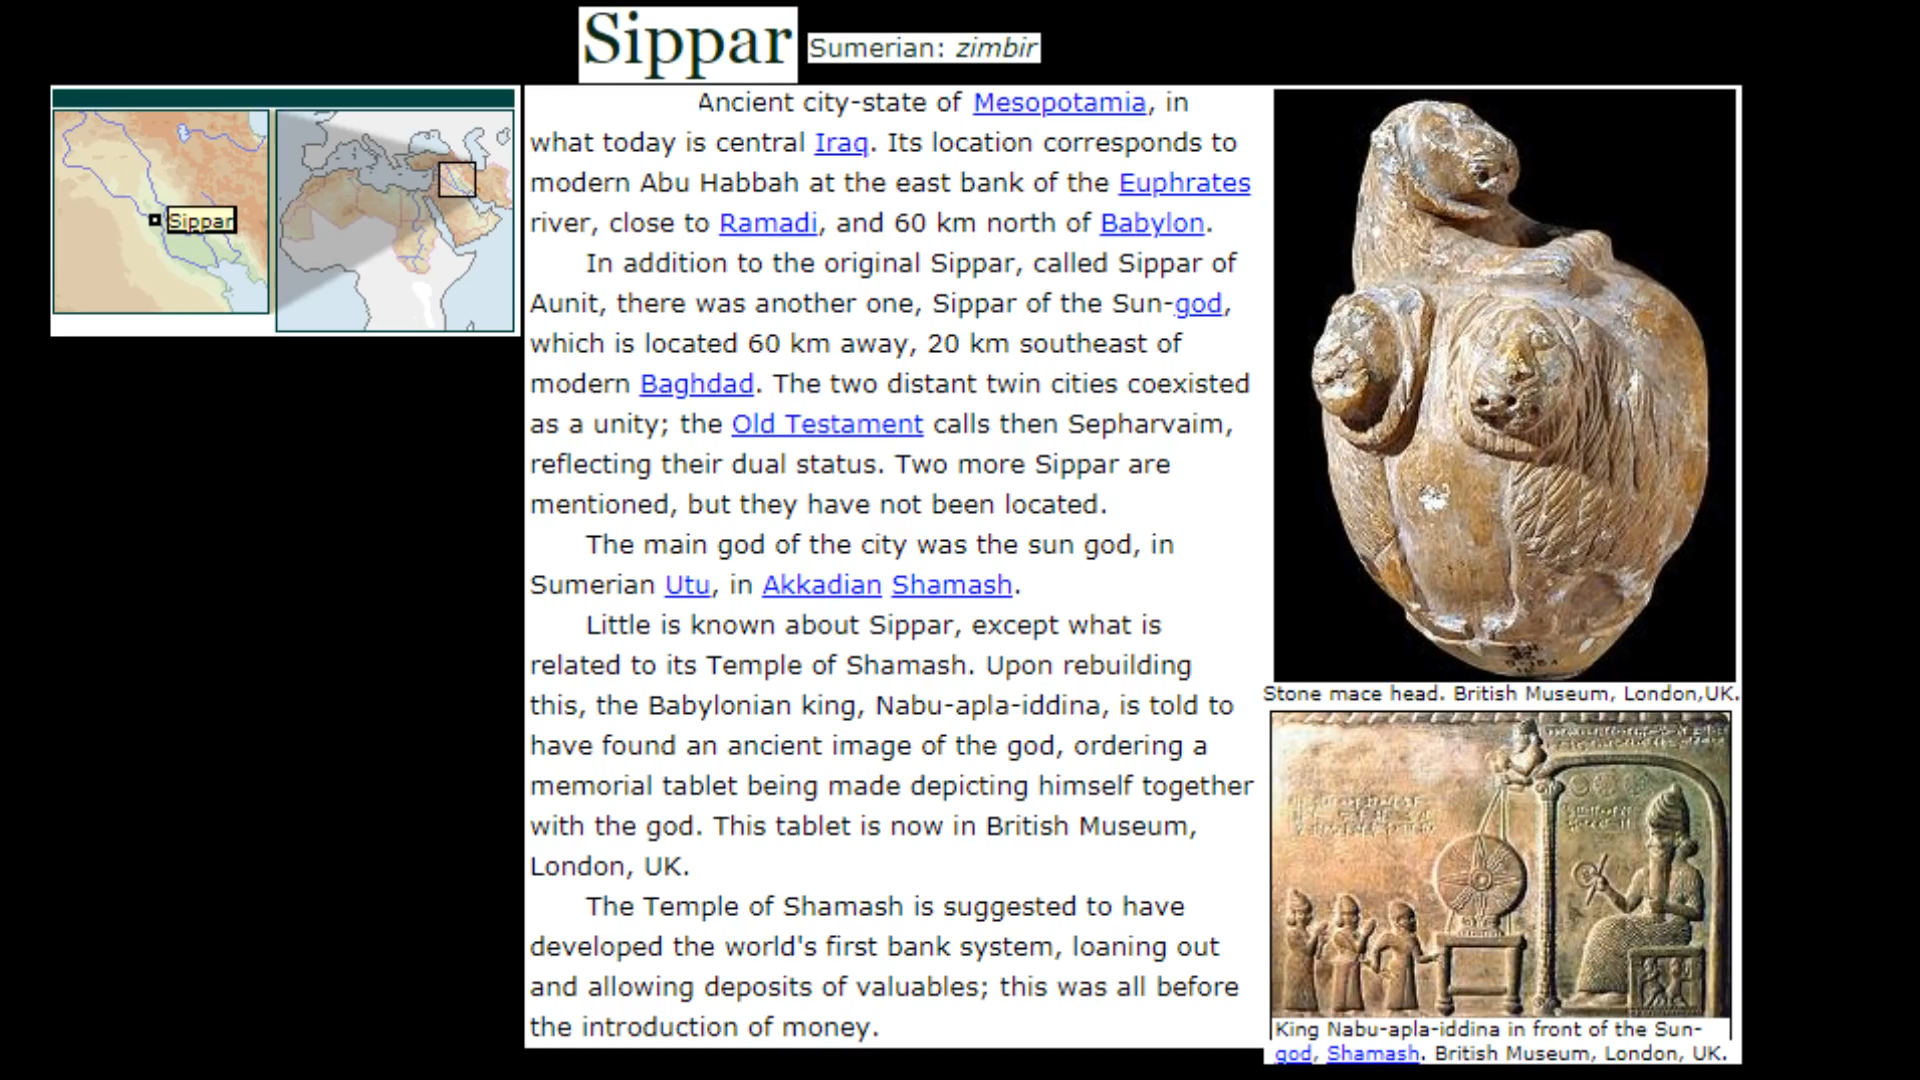 Sippar Sumerian: zimbir
Sippar
Ancient city-state of Mesopotamia, in
what today is central Iraq. Its location corresponds to
modern Abu Habbah at the east bank of the Euphrates
river, close to Ramadi, and 60 km north of Babylon.
In addition to the original Sippar, called Sippar of
Aunit, there was another one, Sippar of the Sun-god,
which is located 60 km away, 20 km southeast of
modern Baghdad. The two distant twin cities coexisted
as a unity; the Old Testament calls then Sepharvaim,
reflecting their dual status. Two more Sippar are
mentioned, but they have not been located.
The main god of the city was the sun god, in
Sumerian Utu, in Akkadian Shamash.
Little is known about Sippar, except what is
related to its Temple of Shamash. Upon rebuilding
this, the Babylonian king, Nabu-apla-iddina, is told to
have found an ancient image of the god, ordering a
memorial tablet being made depicting himself together
with the god. This tablet is now in British Museum,
London, UK.
The Temple of Shamash is suggested to have
developed the world's first bank system, loaning out
and allowing deposits of valuables; this was all before
the introduction of money.
Stone mace head. British Museum, London,UK.
King Nabu-apla-iddina in front of the Sun-
god, Shamash. British Museum, London, UK.